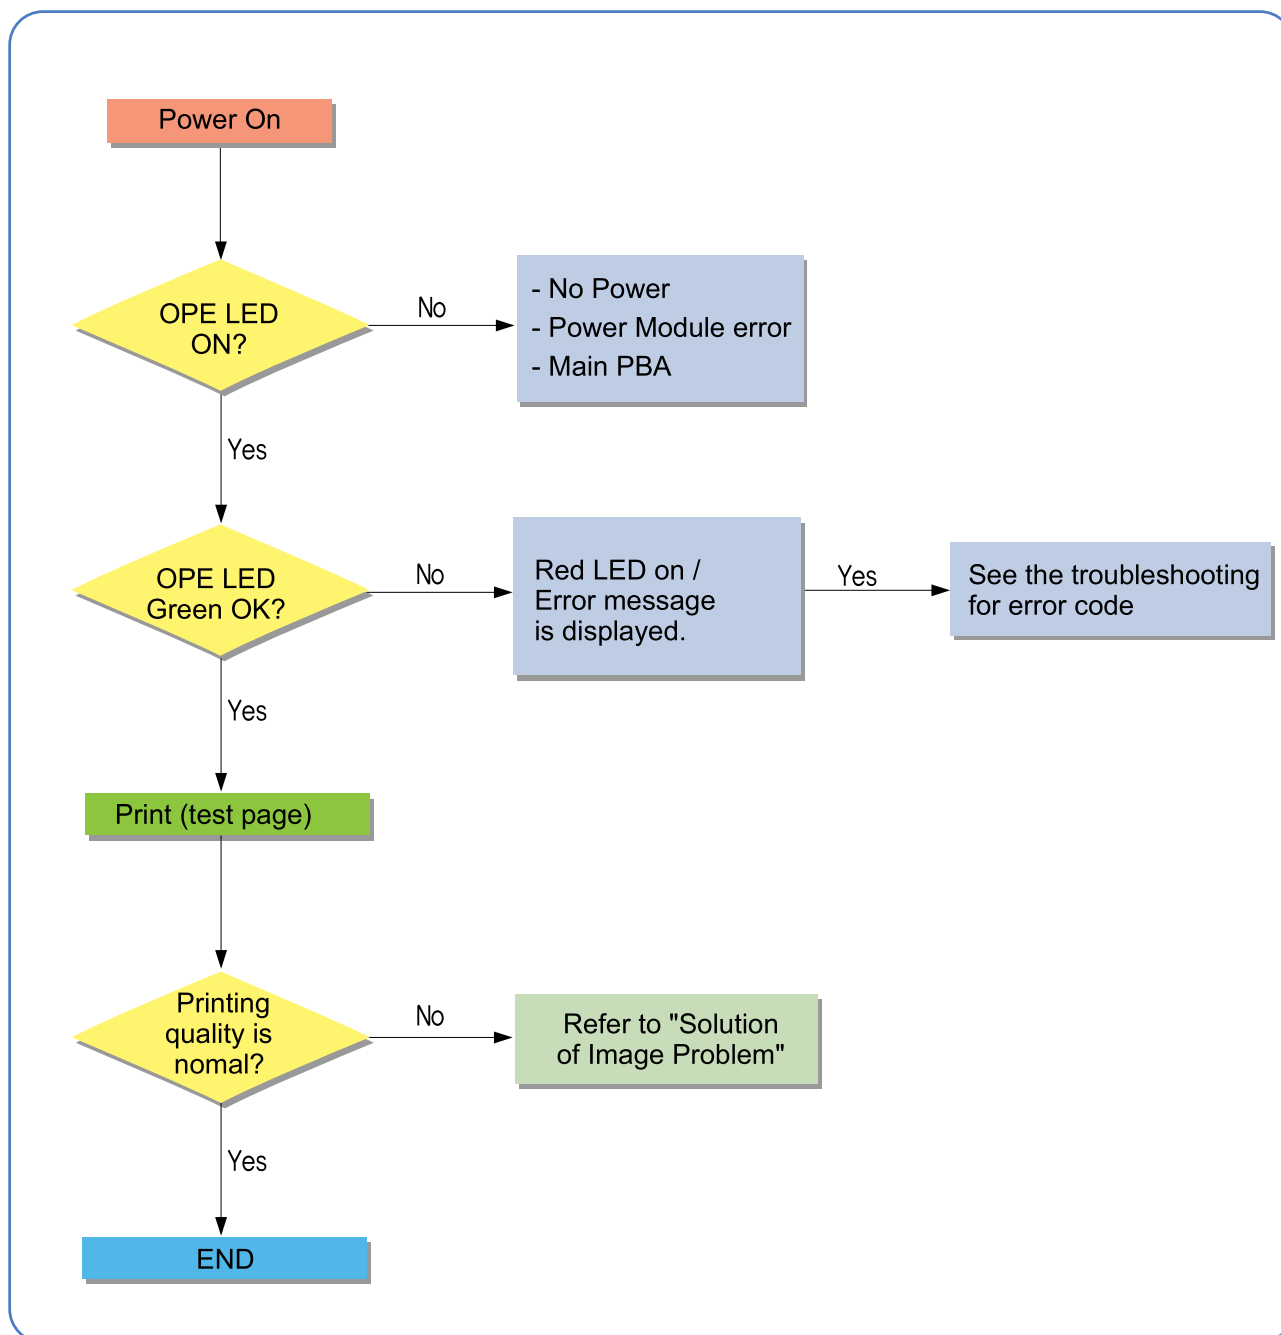 Power On
OPE LED
ON?
No
- No Power
- Power Module error
- Main PBA
Yes
OPE LED
Green OK?
No
Red LED on /
Error message
is displayed.
Yes
See the troubleshooting
for error code
Yes
Print (test page)
Printing
quality is
nomal?
No
Refer to "Solution
of Image Problem"
Yes
END